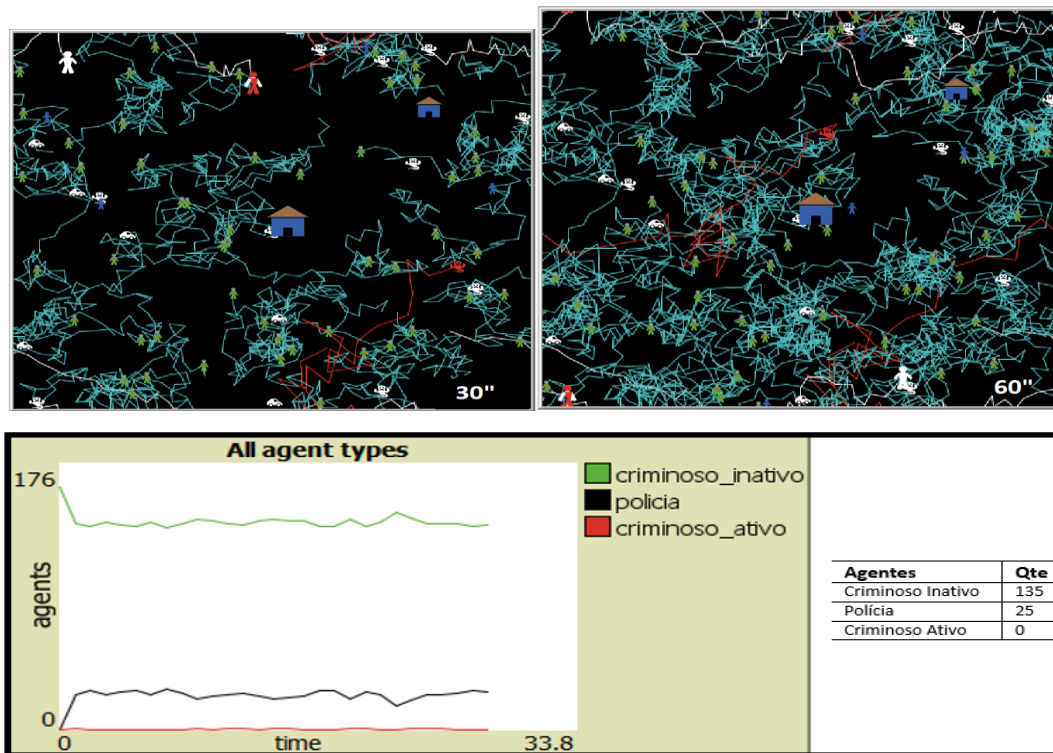 30"
60"
All agent types
176
agents
0
0
time
33.8
criminoso_inativo
policia
criminoso_ativo
Agentes Qte
Criminoso Inativo 135
Polícia 25
Criminoso Ativo 0